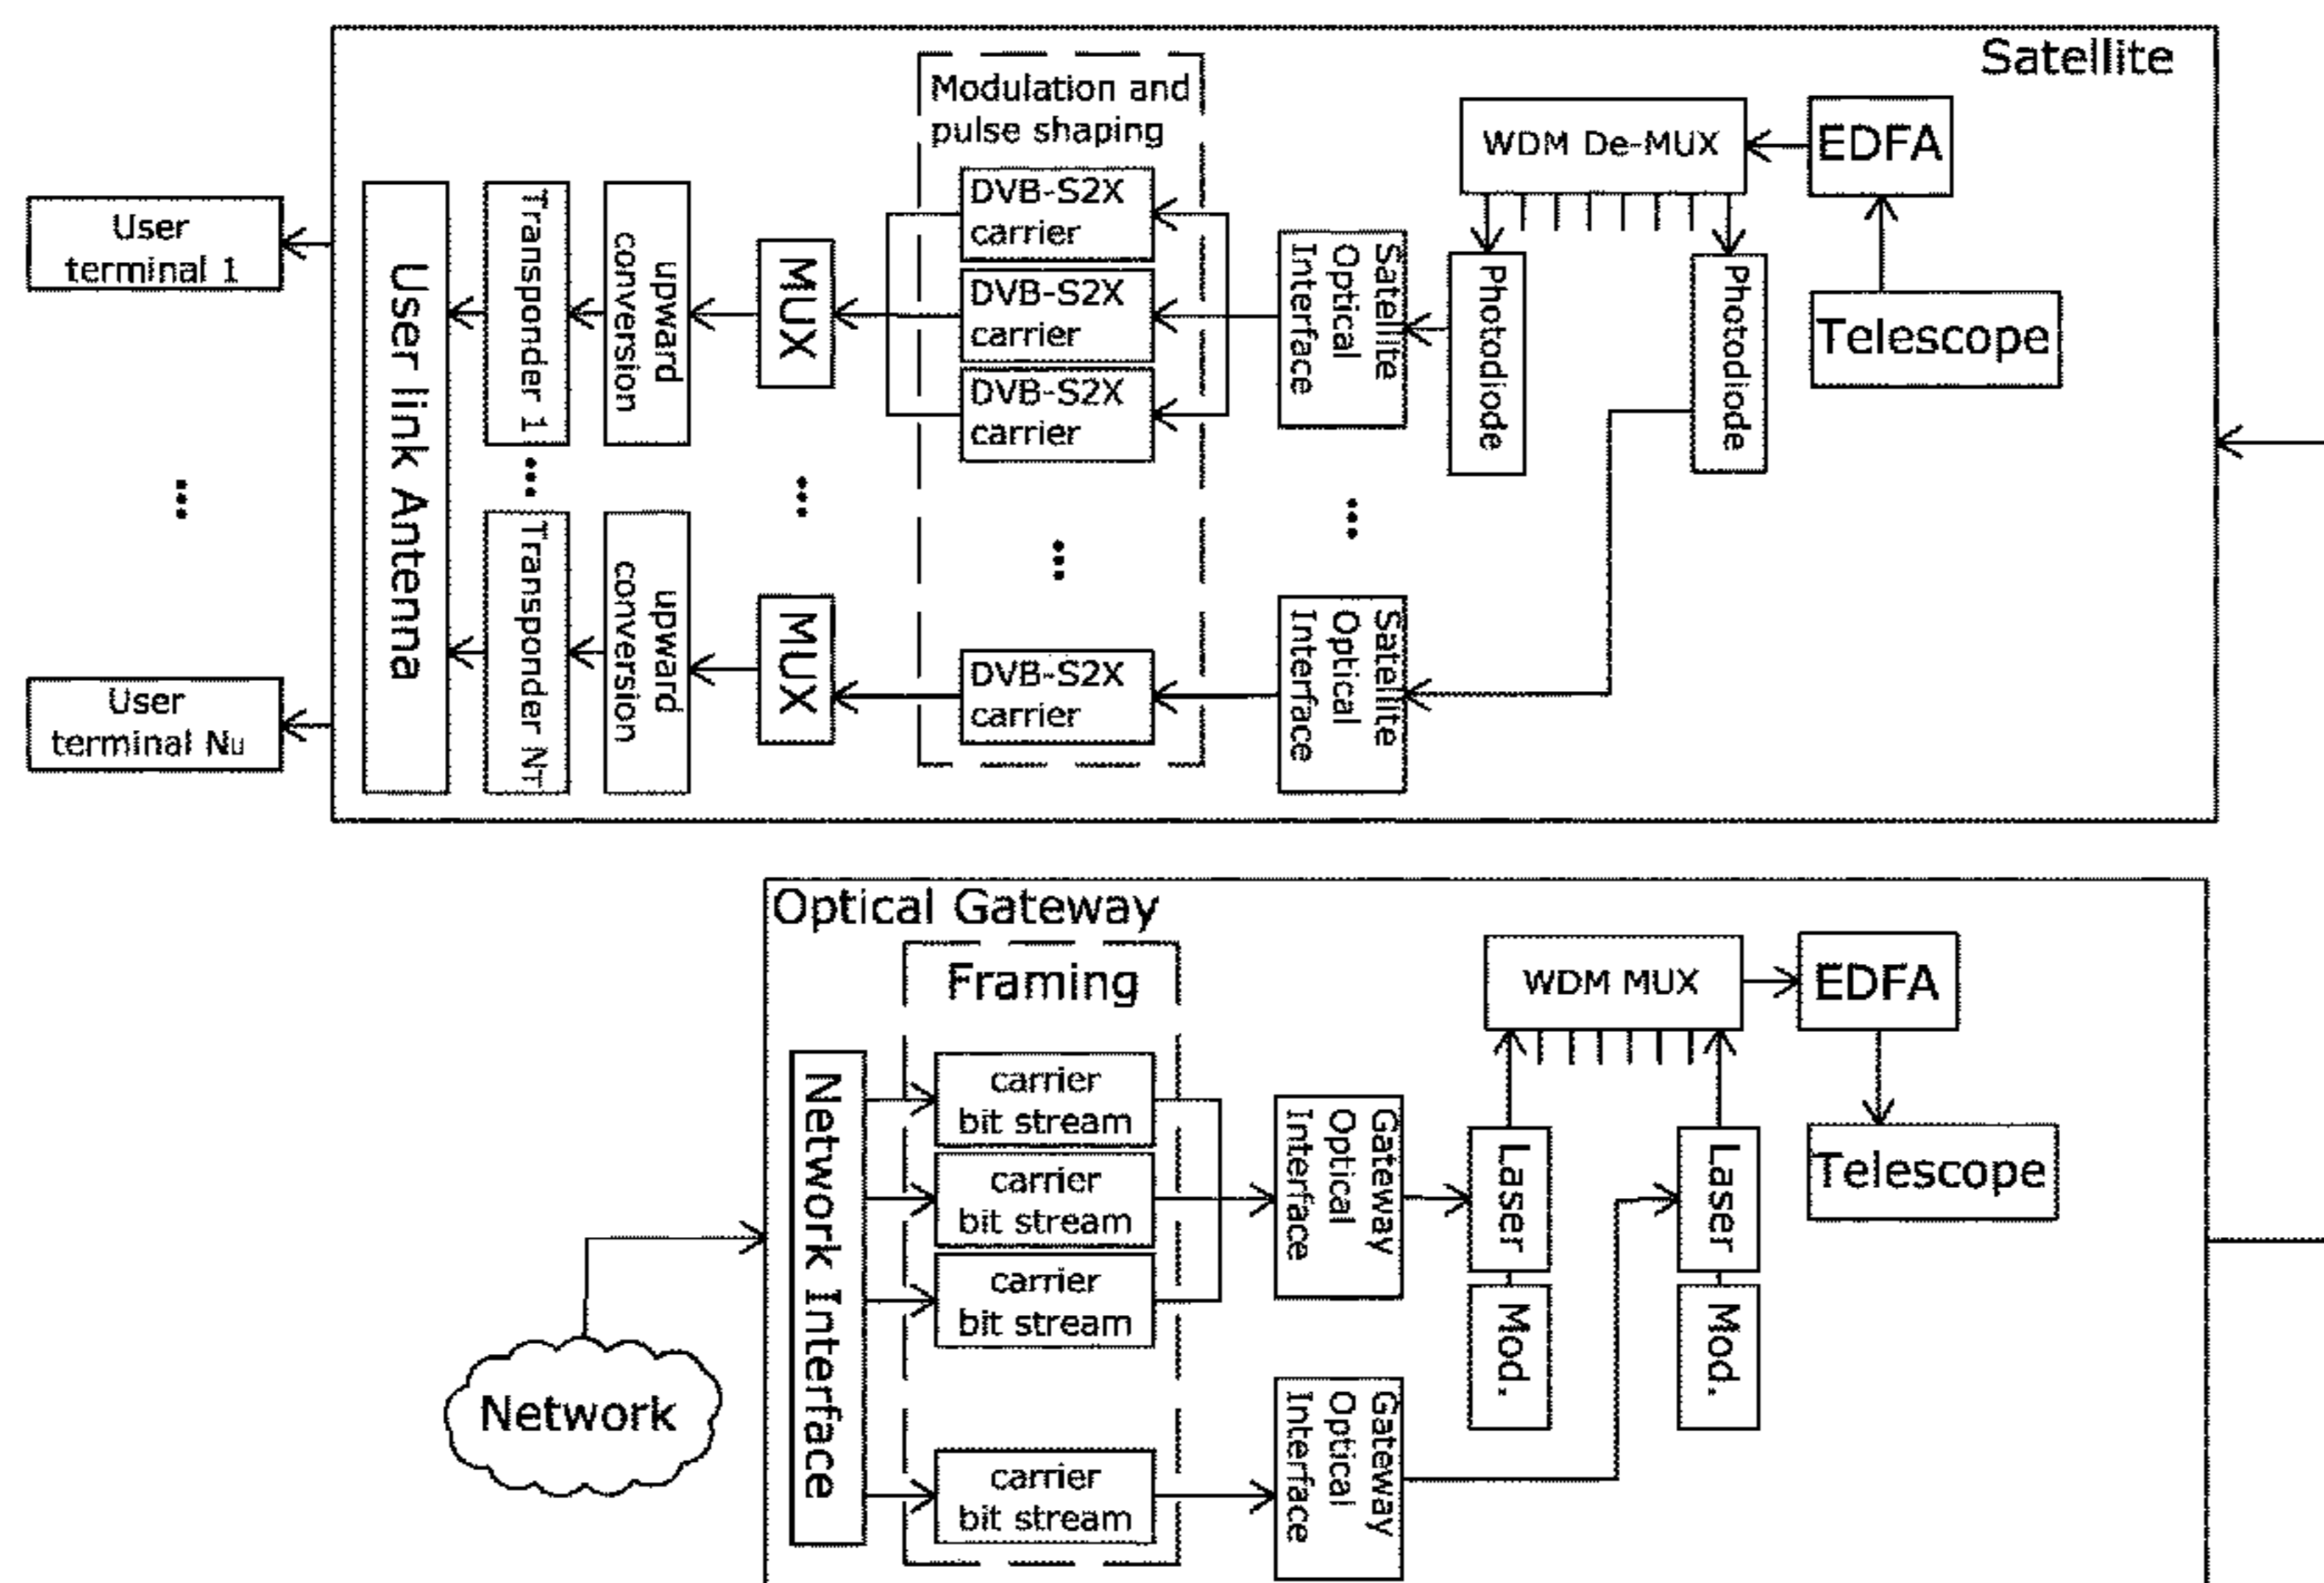 Satellite
Modulation and
pulse shaping
WDM De-MUX
EDFA
Telescope
Photodiode
Photodiode
Satellite
Optical
Interface
Satellite
Optical
Interface
DVB-S2X
carrier
DVB-S2X
carrier
DVB-S2X
carrier
...
DVB-S2X
carrier
...
MUX
...
MUX
upward
conversion
upward
conversion
Transponder 1
...
Transponder NT
User link Antenna
User
terminal 1
...
User
terminal Nu
Optical Gateway
Framing
Network Interface
carrier
bit stream
carrier
bit stream
carrier
bit stream
carrier
bit stream
Gateway
Optical
Interface
Gateway
Optical
Interface
Laser
Mod.
Laser
Mod.
WDM MUX
EDFA
Telescope
Network